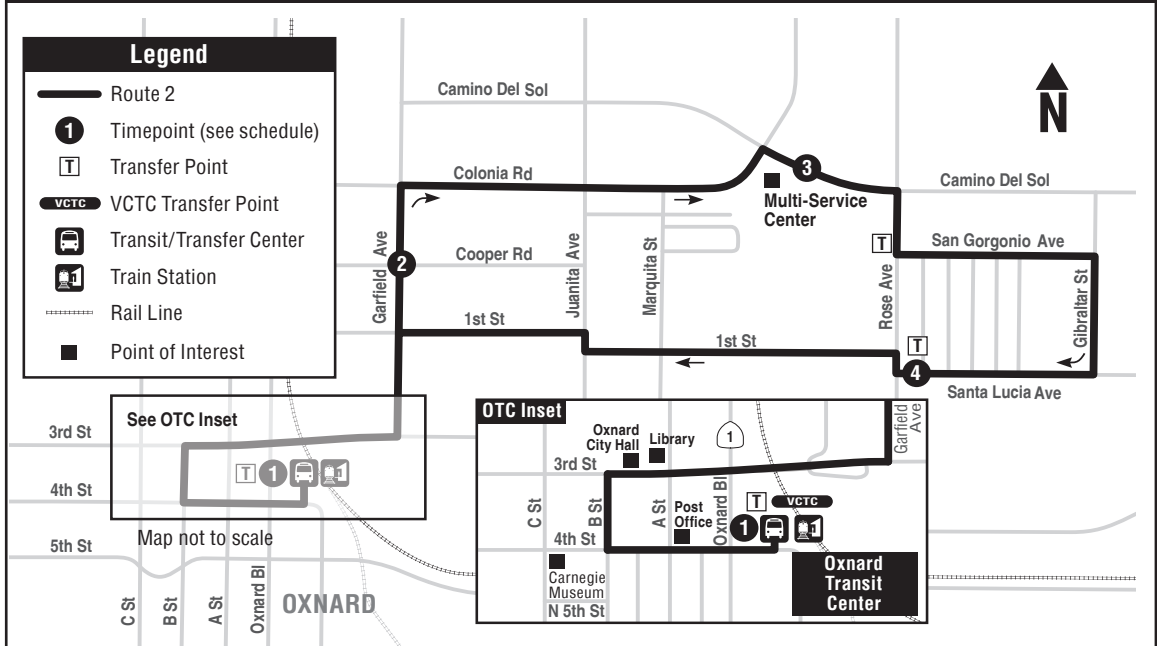 Legend
Route 2
1 Timepoint (see schedule)
T Transfer Point
VCTC VCTC Transfer Point
Transit/Transfer Center
Train Station
Rail Line
Point of Interest
N
Camino Del Sol
Colonia Rd
3
Multi-Service
Center
Camino Del Sol
T
San Gorgonio Ave
Garfield Ave
2
Cooper Rd
Juanita Ave
Marquita St
Rose Ave
Gibraltar St
1st St
1st St
T
4
Santa Lucia Ave
See OTC Inset
3rd St
T 1
4th St
Map not to scale
5th St
C St
B St
A St
Oxnard Bl
OXNARD
OTC Inset
Oxnard
City Hall
Library
1
Garfield
Ave
3rd St
C St
B St
A St
Oxnard Bl
Post
Office
T VCTC
1
4th St
Carnegie
Museum
N 5th St
Oxnard
Transit
Center